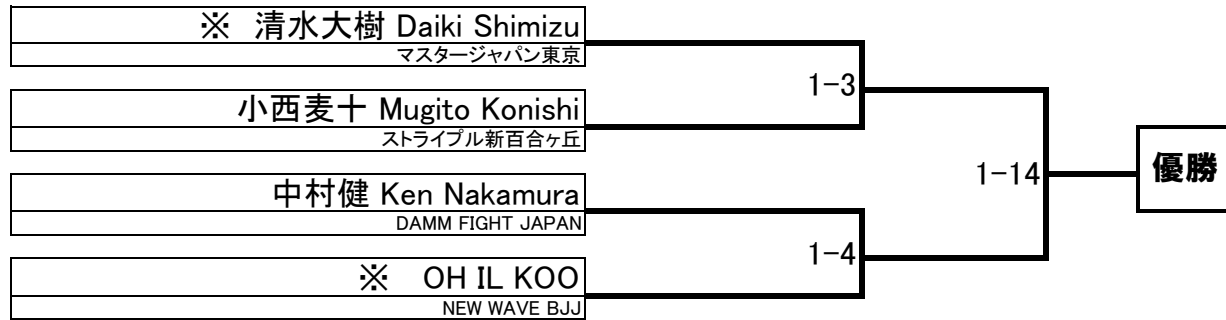 ※ 清水大樹 Daiki Shimizu
マスタージャパン東京
1-3
小西麦十 Mugito Konishi
ストライプル新百合ヶ丘
1-14
優勝
中村健 Ken Nakamura
DAMM FIGHT JAPAN
1-4
※ OH IL KOO
NEW WAVE BJJ